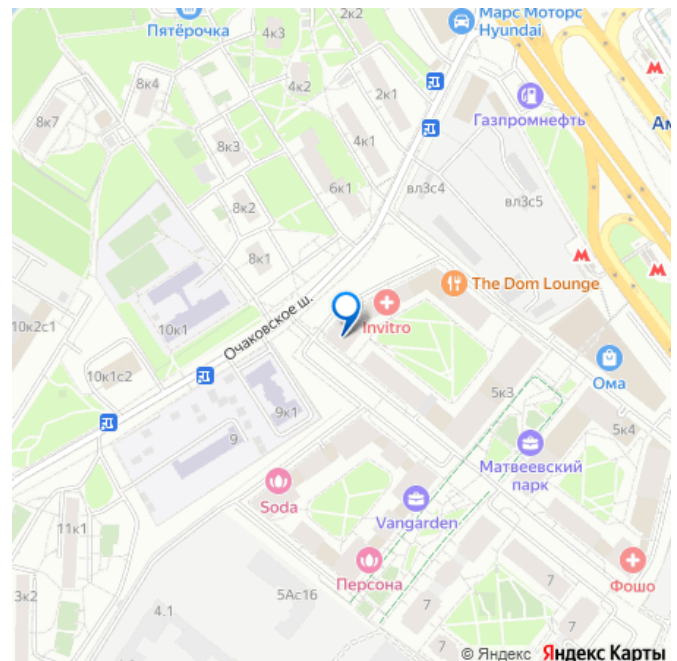 2к2
Марс Моторс
Hyundai
Пятёрочка
4к3
8к4
4к2
2к1
Газпромнефть
8к7
Ам
8к3
4к1
6к1
вл3с4
вл3с5
8к2
8к1
The Dom Lounge
10к2с1
10к1
Очаковское ш.
Invitro
Ома
10к1с2
5к3
9к1
5к4
9
Матвеевский
парк
Soda
Vangarden
11к1
Персона
Фошо
3к2
4.1
5Ас16
7
7
7
© Яндекс Яндекс Карты